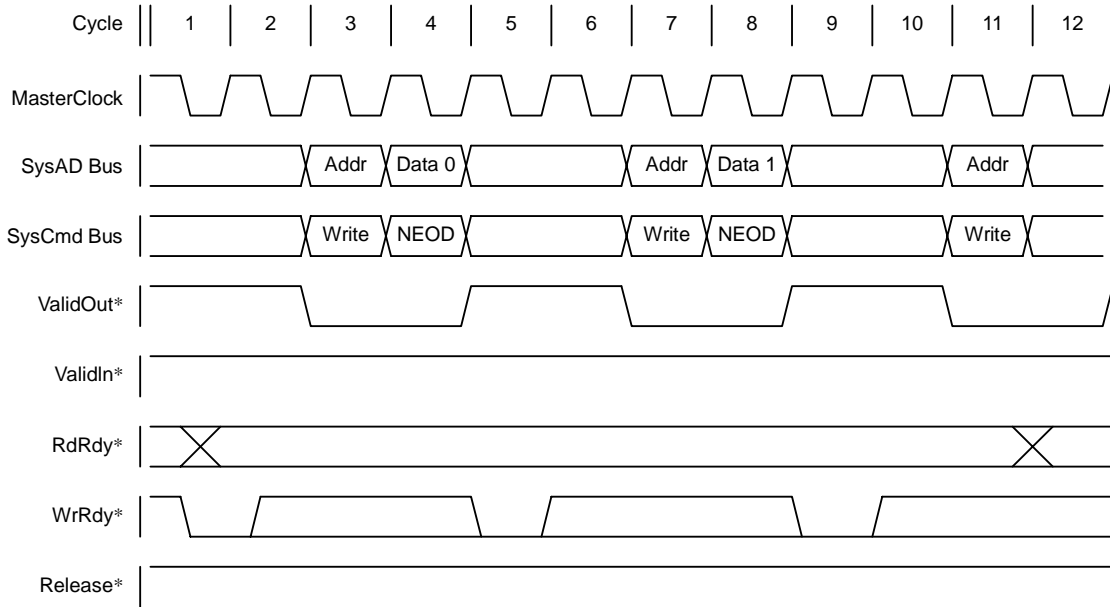 Cycle 1 2 3 4 5 6 7 8 9 10 11 12
MasterClock
SysAD Bus Addr Data 0 Addr Data 1 Addr
SysCmd Bus Write NEOD Write NEOD Write
ValidOut*
ValidIn*
RdRdy*
WrRdy*
Release*